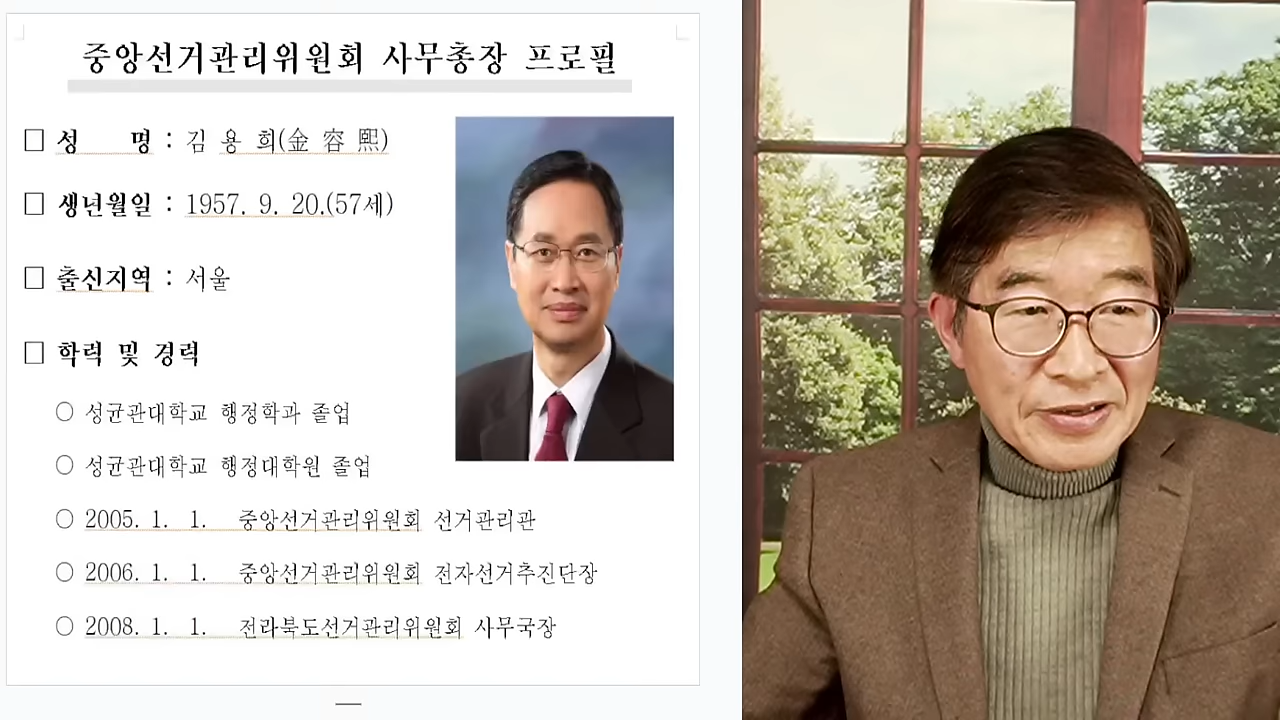 중앙선거관리위원회 사무총장 프로필
□ 성 명 : 김 용 희(金 容 熙)
□ 생년월일 : 1957. 9. 20.(57세)
□ 출신지역 : 서울
□ 학력 및 경력
○ 성균관대학교 행정학과 졸업
○ 성균관대학교 행정대학원 졸업
○ 2005. 1. 1. 중앙선거관리위원회 선거관리관
○ 2006. 1. 1. 중앙선거관리위원회 전자선거추진단장
○ 2008. 1. 1. 전라북도선거관리위원회 사무국장